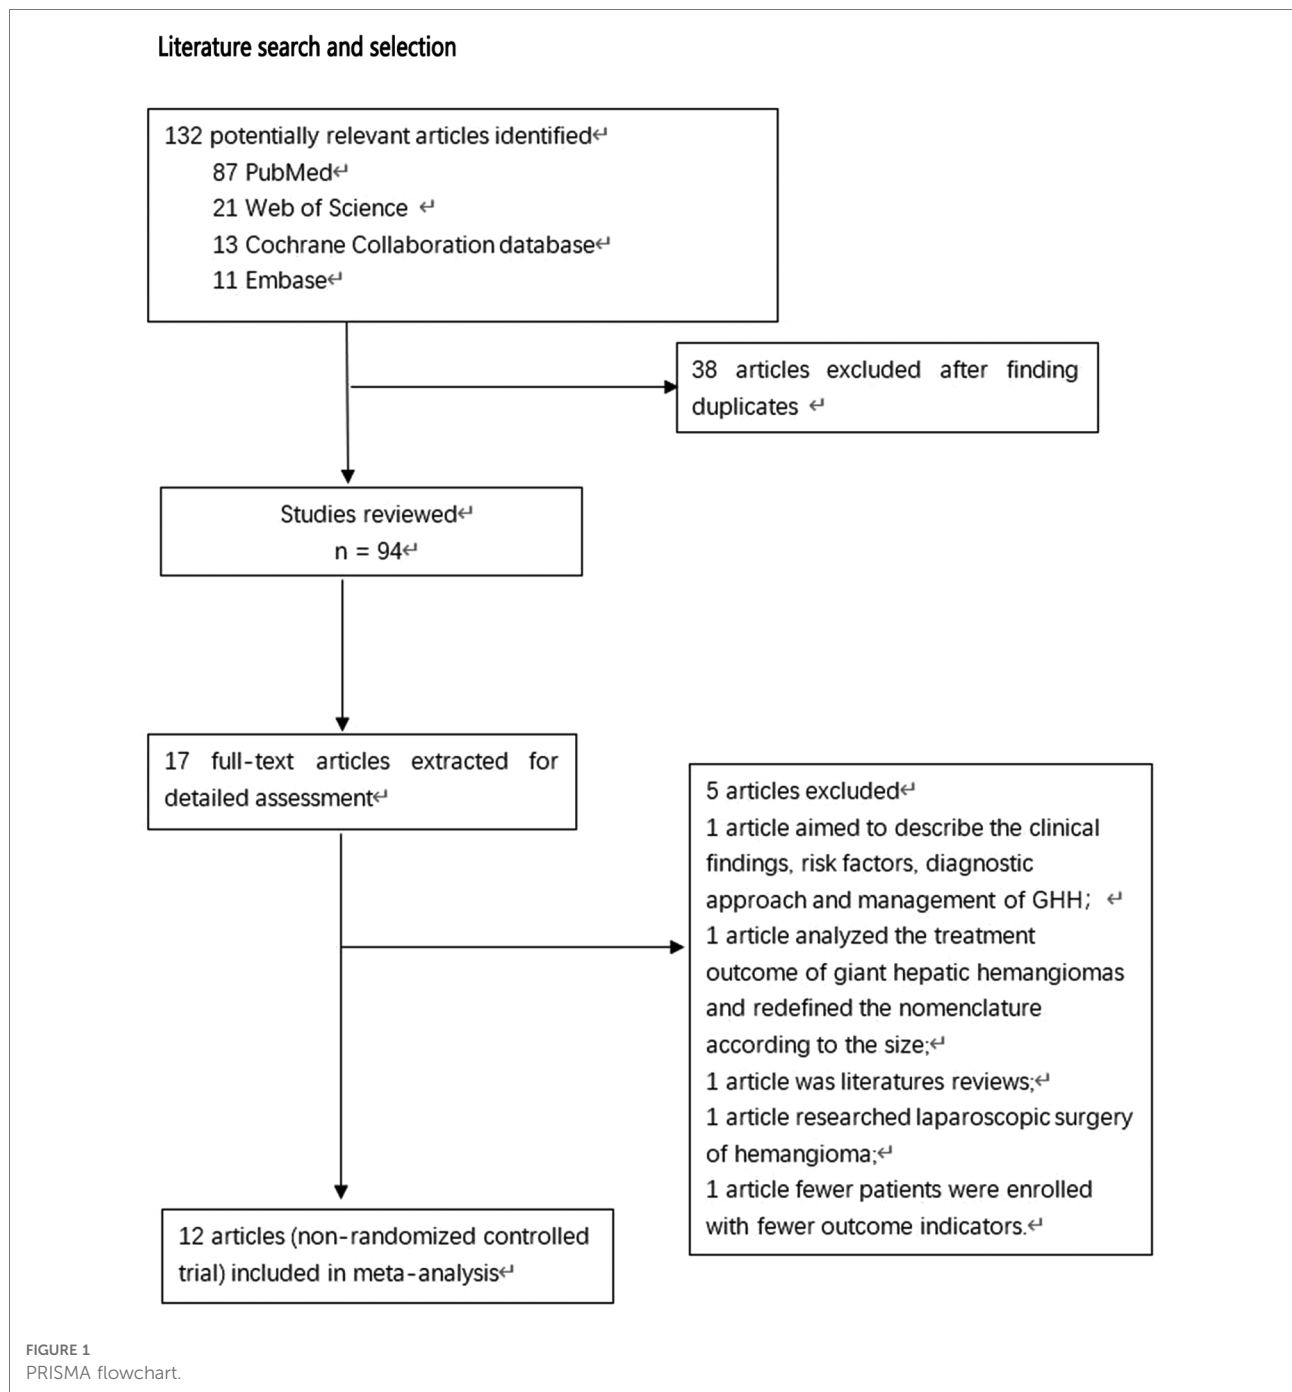 Literature search and selection
132 potentially relevant articles identified↵
87 PubMed↵
21 Web of Science ↵
13 Cochrane Collaboration database↵
11 Embase↵
38 articles excluded after finding
duplicates ↵
Studies reviewed↵
n = 94↵
17 full-text articles extracted for
detailed assessment↵
5 articles excluded↵
1 article aimed to describe the clinical
findings, risk factors, diagnostic
approach and management of GHH; ↵
1 article analyzed the treatment
outcome of giant hepatic hemangiomas
and redefined the nomenclature
according to the size;↵
1 article was literatures reviews;↵
1 article researched laparoscopic surgery
of hemangioma;↵
1 article fewer patients were enrolled
with fewer outcome indicators.↵
12 articles (non-randomized controlled
trial) included in meta-analysis↵
FIGURE 1
PRISMA flowchart.